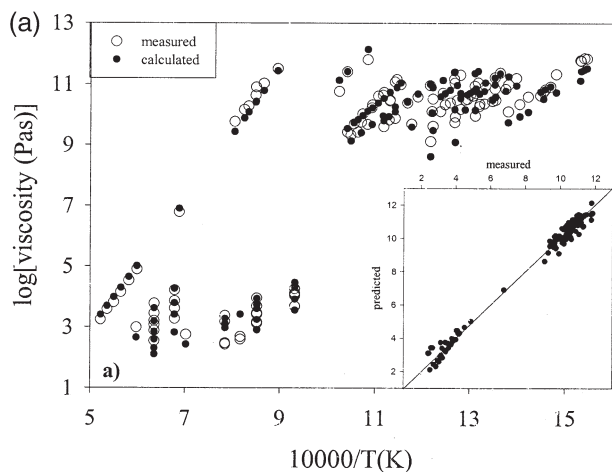 (a)
13
11
9
7
5
3
1
log[viscosity (Pas)]
measured
calculated
measured
2 4 6 8 10 12
12
10
8
6
4
2
predicted
a)
5 7 9 11 13 15
10000/T(K)